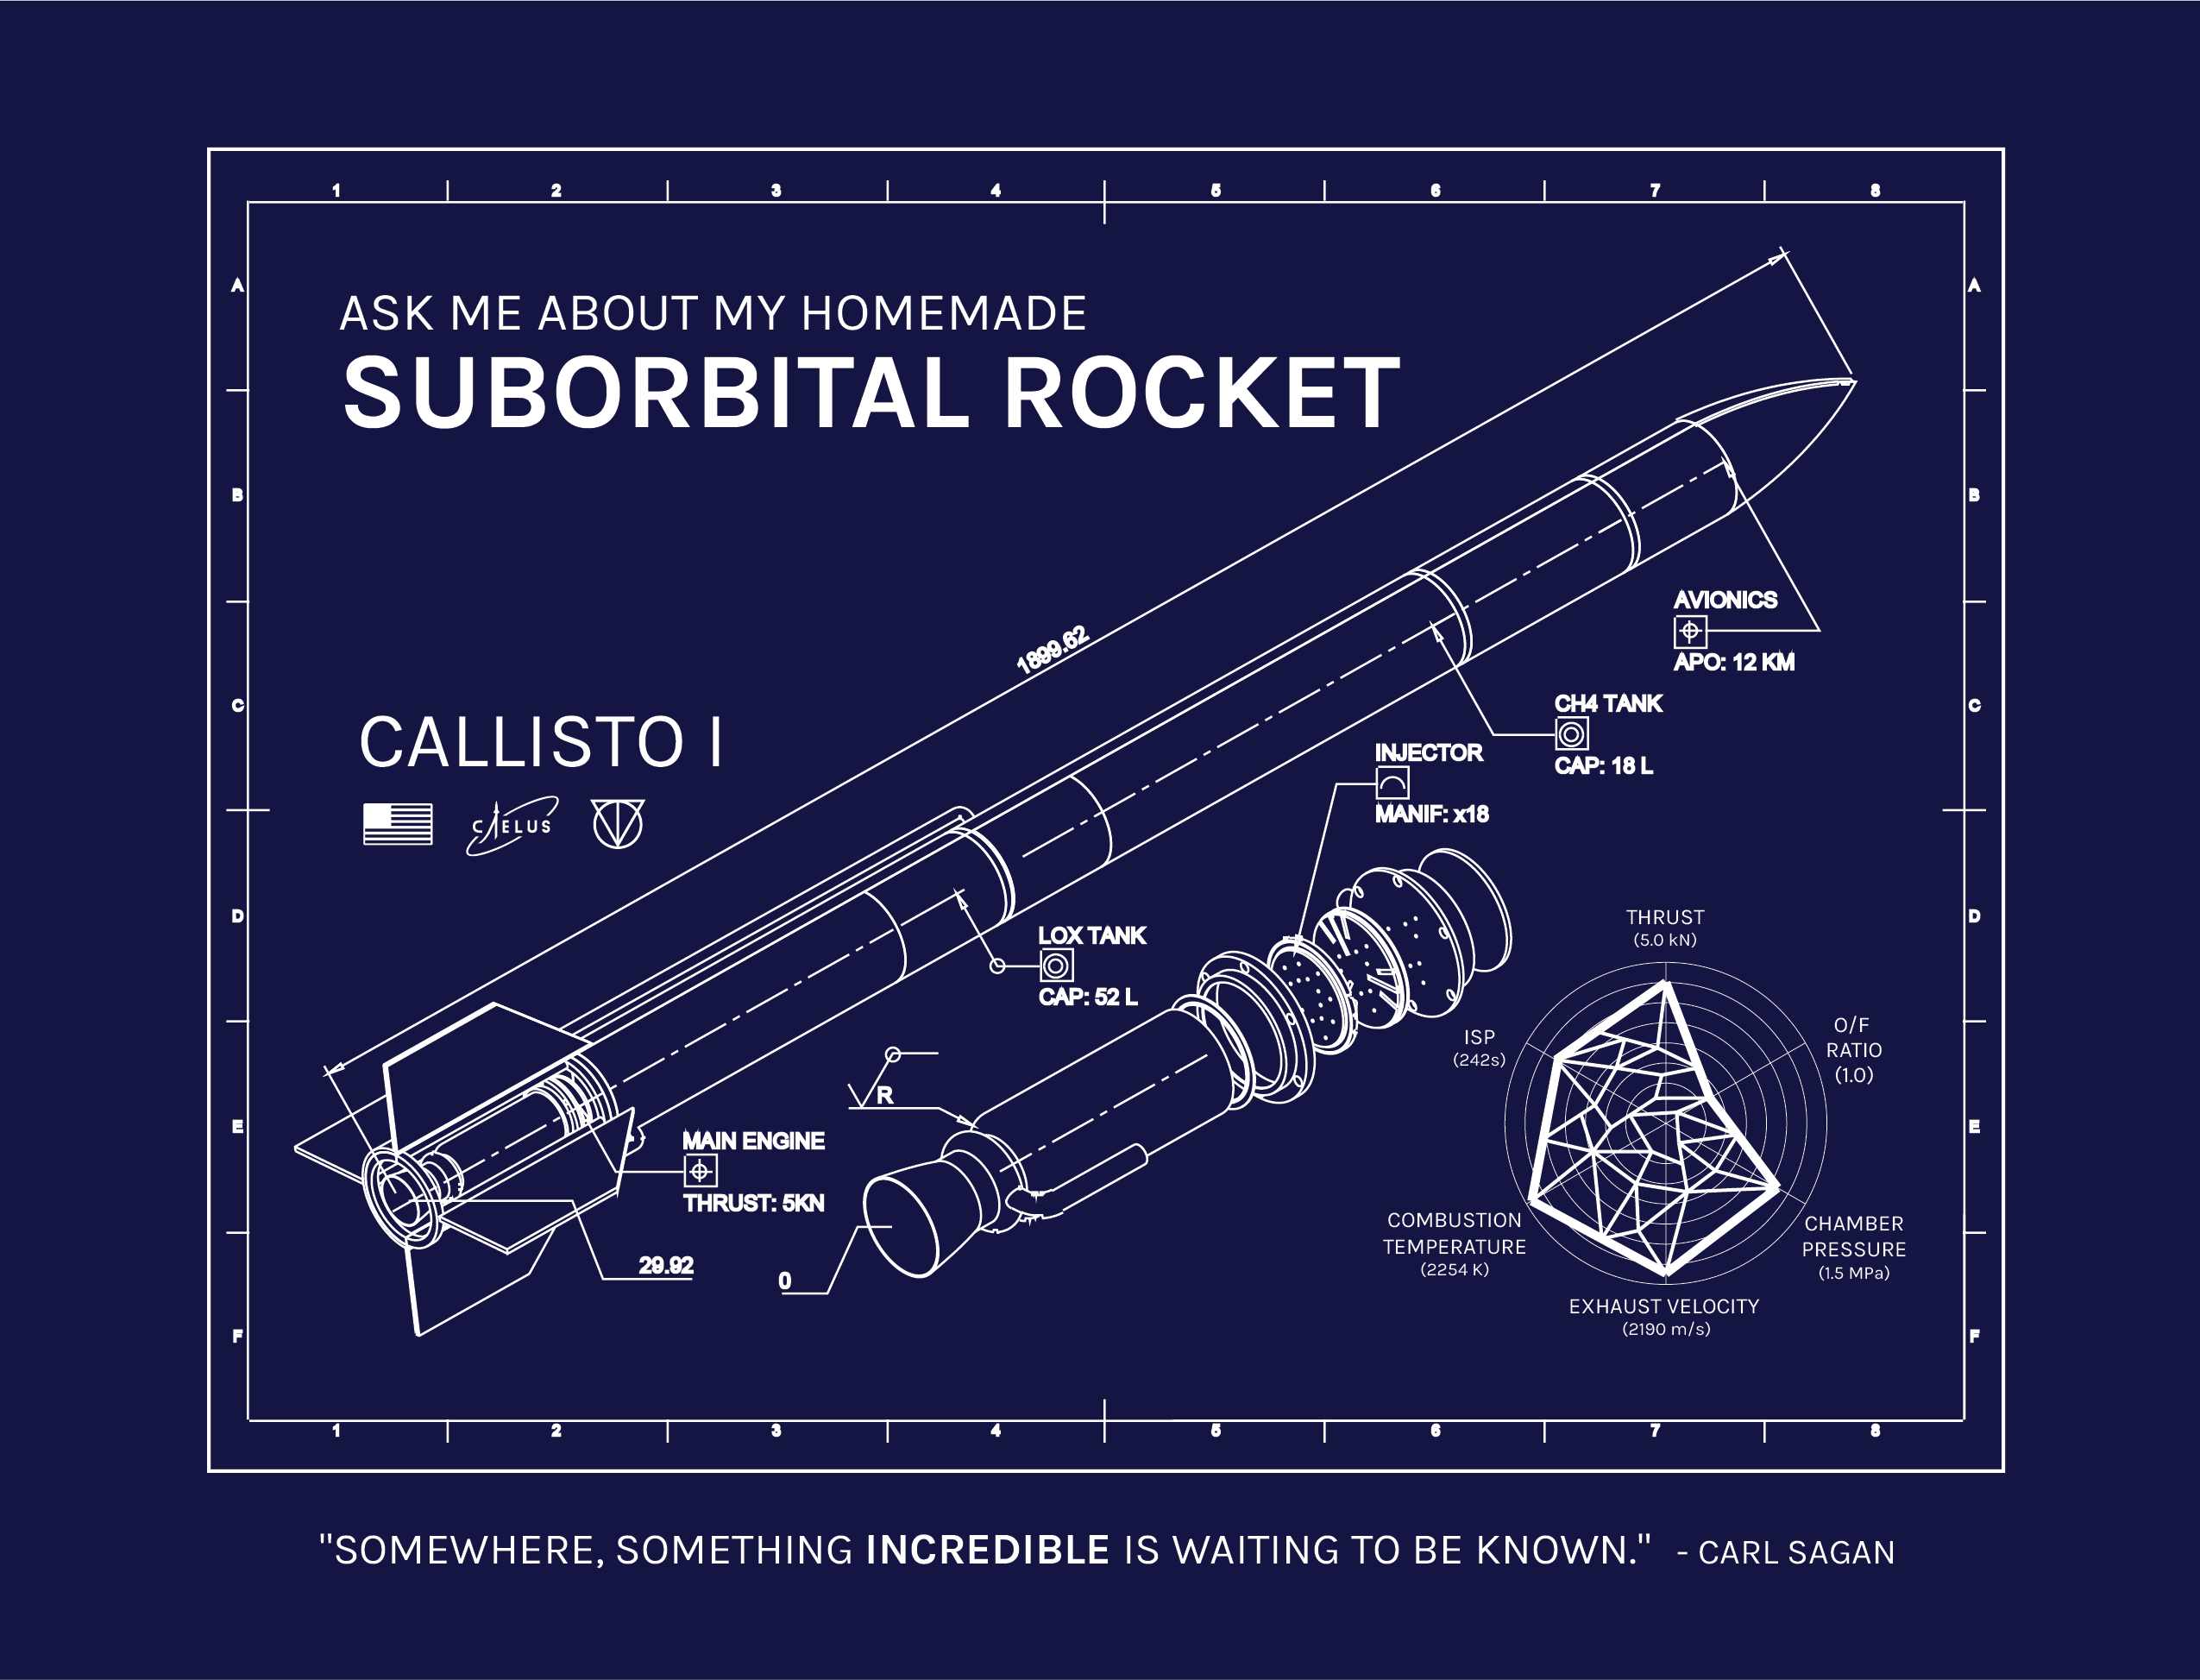 1 2 3 4 5 6 7 8
A A
ASK ME ABOUT MY HOMEMADE
SUBORBITAL ROCKET
B B
AVIONICS
APO: 12 KM
1899.62
C C
CH4 TANK
CAP: 18 L
CALLISTO I
CAELUS
INJECTOR
MANIF: x18
D D
LOX TANK
CAP: 52 L
THRUST
(5.0 kN)
ISP
(242s)
O/F
RATIO
(1.0)
R
E E
MAIN ENGINE
THRUST: 5KN
COMBUSTION
TEMPERATURE
(2254 K)
CHAMBER
PRESSURE
(1.5 MPa)
29.92
0
EXHAUST VELOCITY
(2190 m/s)
F F
1 2 3 4 5 6 7 8
"SOMEWHERE, SOMETHING INCREDIBLE IS WAITING TO BE KNOWN." - CARL SAGAN